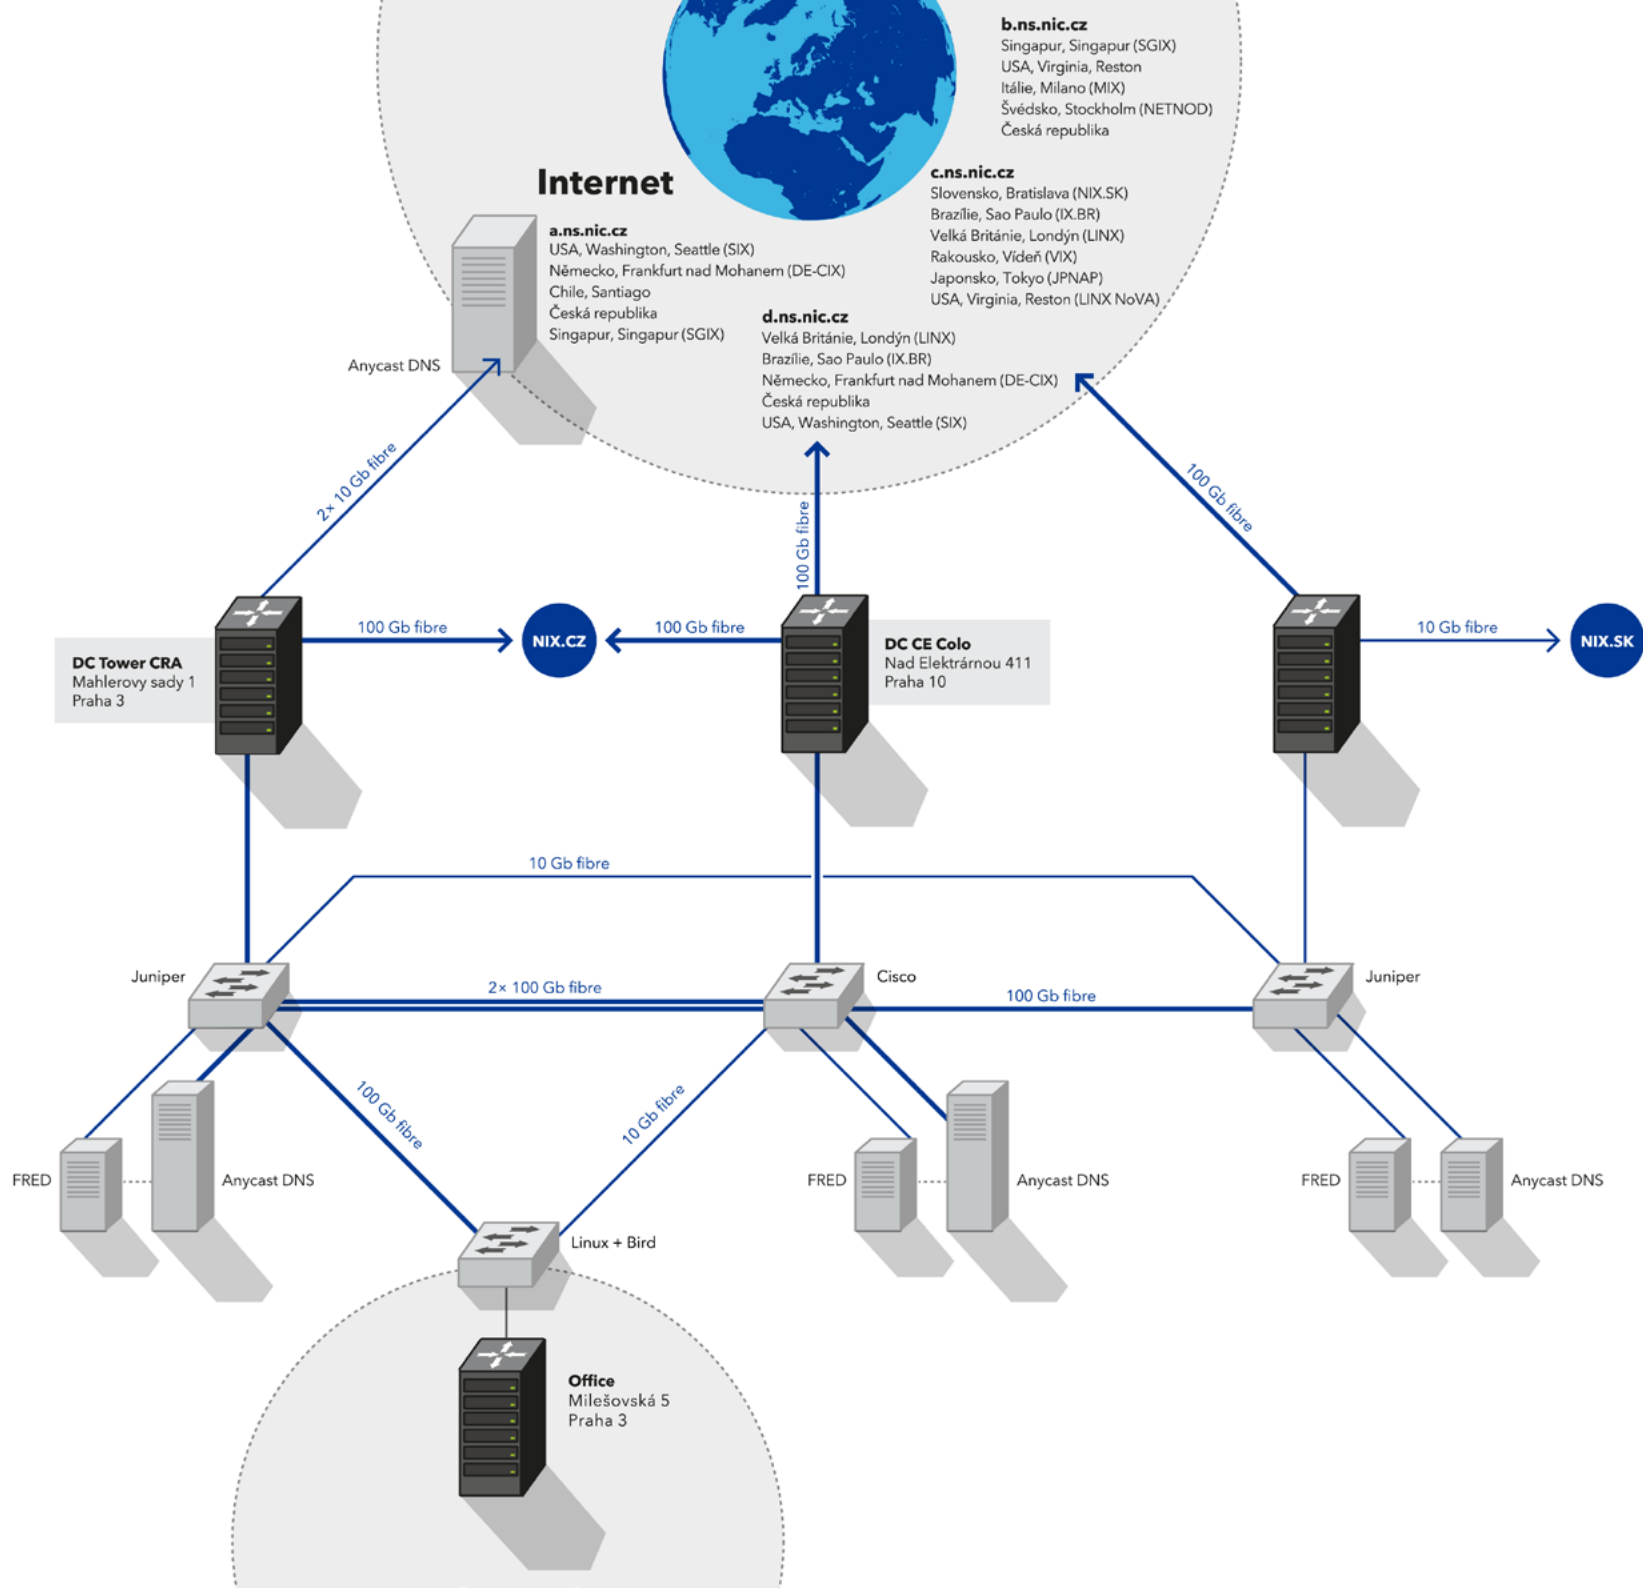 b.ns.nic.cz
Singapur, Singapur (SGIX)
USA, Virginia, Reston
Itálie, Milano (MIX)
Švédsko, Stockholm (NETNOD)
Česká republika
Internet
c.ns.nic.cz
Slovensko, Bratislava (NIX.SK)
Brazílie, Sao Paulo (IX.BR)
Velká Británie, Londýn (LINX)
Rakousko, Vídeň (VIX)
Japonsko, Tokyo (JPNAP)
USA, Virginia, Reston (LINX NoVA)
a.ns.nic.cz
USA, Washington, Seattle (SIX)
Německo, Frankfurt nad Mohanem (DE-CIX)
Chile, Santiago
Česká republika
Singapur, Singapur (SGIX)
d.ns.nic.cz
Velká Británie, Londýn (LINX)
Brazílie, Sao Paulo (IX.BR)
Německo, Frankfurt nad Mohanem (DE-CIX)
Česká republika
USA, Washington, Seattle (SIX)
Anycast DNS
2× 10 Gb fibre
100 Gb fibre
100 Gb fibre
DC Tower CRA
Mahlerovy sady 1
Praha 3
100 Gb fibre
NIX.CZ
100 Gb fibre
DC CE Colo
Nad Elektrárnou 411
Praha 10
10 Gb fibre
NIX.SK
10 Gb fibre
Juniper
2× 100 Gb fibre
Cisco
100 Gb fibre
Juniper
100 Gb fibre
10 Gb fibre
FRED
Anycast DNS
FRED
Anycast DNS
FRED
Anycast DNS
Linux + Bird
Office
Milešovská 5
Praha 3